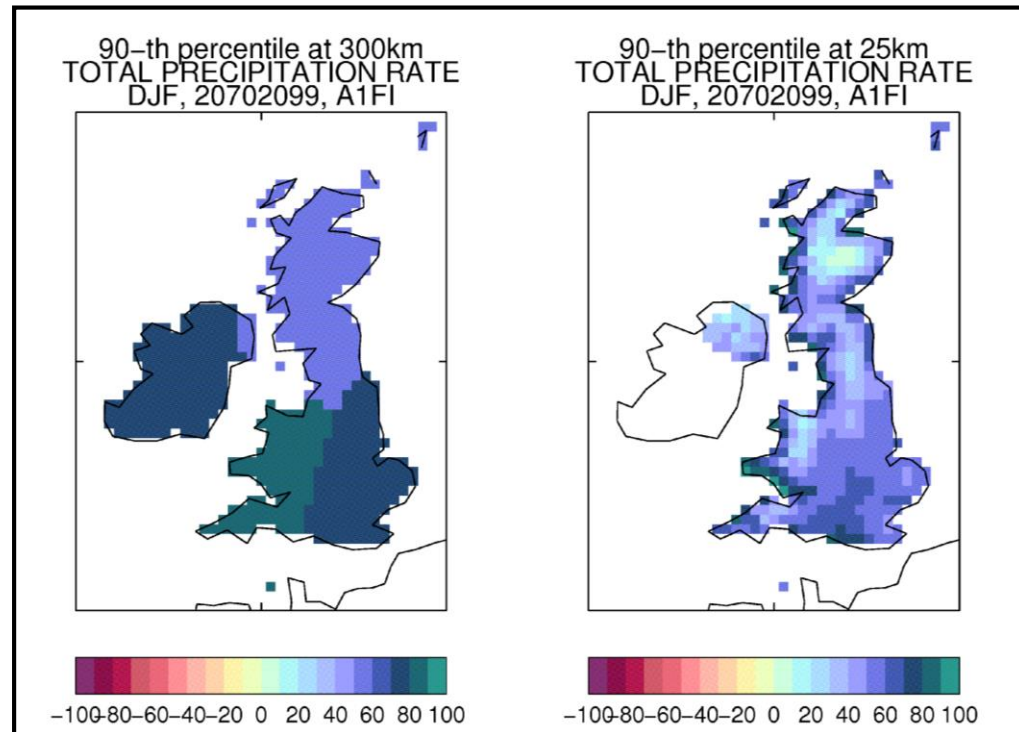 90-th percentile at 300km
TOTAL PRECIPITATION RATE
DJF, 20702099, A1FI
90-th percentile at 25km
TOTAL PRECIPITATION RATE
DJF, 20702099, A1FI
-100-80-60-40-20 0 20 40 60 80 100
-100-80-60-40-20 0 20 40 60 80 100